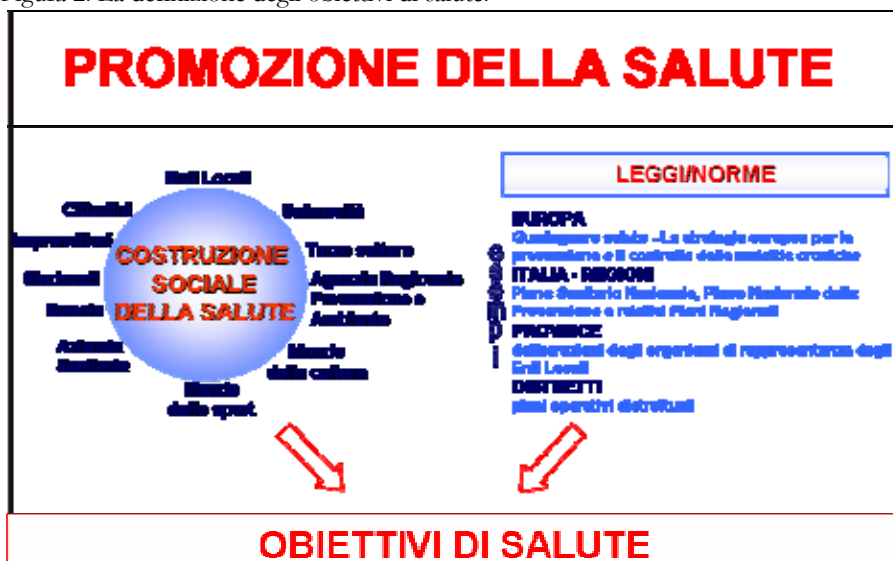 Figura 2. La definizione degli obiettivi di salute.
PROMOZIONE DELLA SALUTE
Enti Locali
Cittadini
Università
Imprenditori
Terzo settore
Sindacati
Agenzia Regionale
Prevenzione e
Ambiente
Scuola
Azienda
Sanitaria
Mondo
della cultura
Mondo
dello sport
COSTRUZIONE
SOCIALE
DELLA SALUTE
LEGGI/NORME
esempi
EUROPA
Guadagnare salute –La strategia europea per la
prevenzione e il controllo delle malattie croniche
ITALIA - REGIONI
Piano Sanitario Nazionale, Piano Nazionale della
Prevenzione e relativi Piani Regionali
PROVINCE
deliberazioni degli organismi di rappresentanza degli
Enti Locali
DISTRETTI
piani operativi distrettuali
OBIETTIVI DI SALUTE